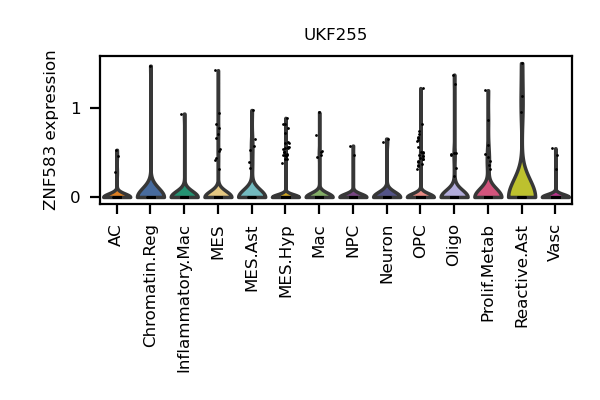 UKF255
ZNF583 expression
1
0
AC
Chromatin.Reg
Inflammatory.Mac
MES
MES.Ast
MES.Hyp
Mac
NPC
Neuron
OPC
Oligo
Prolif.Metab
Reactive.Ast
Vasc